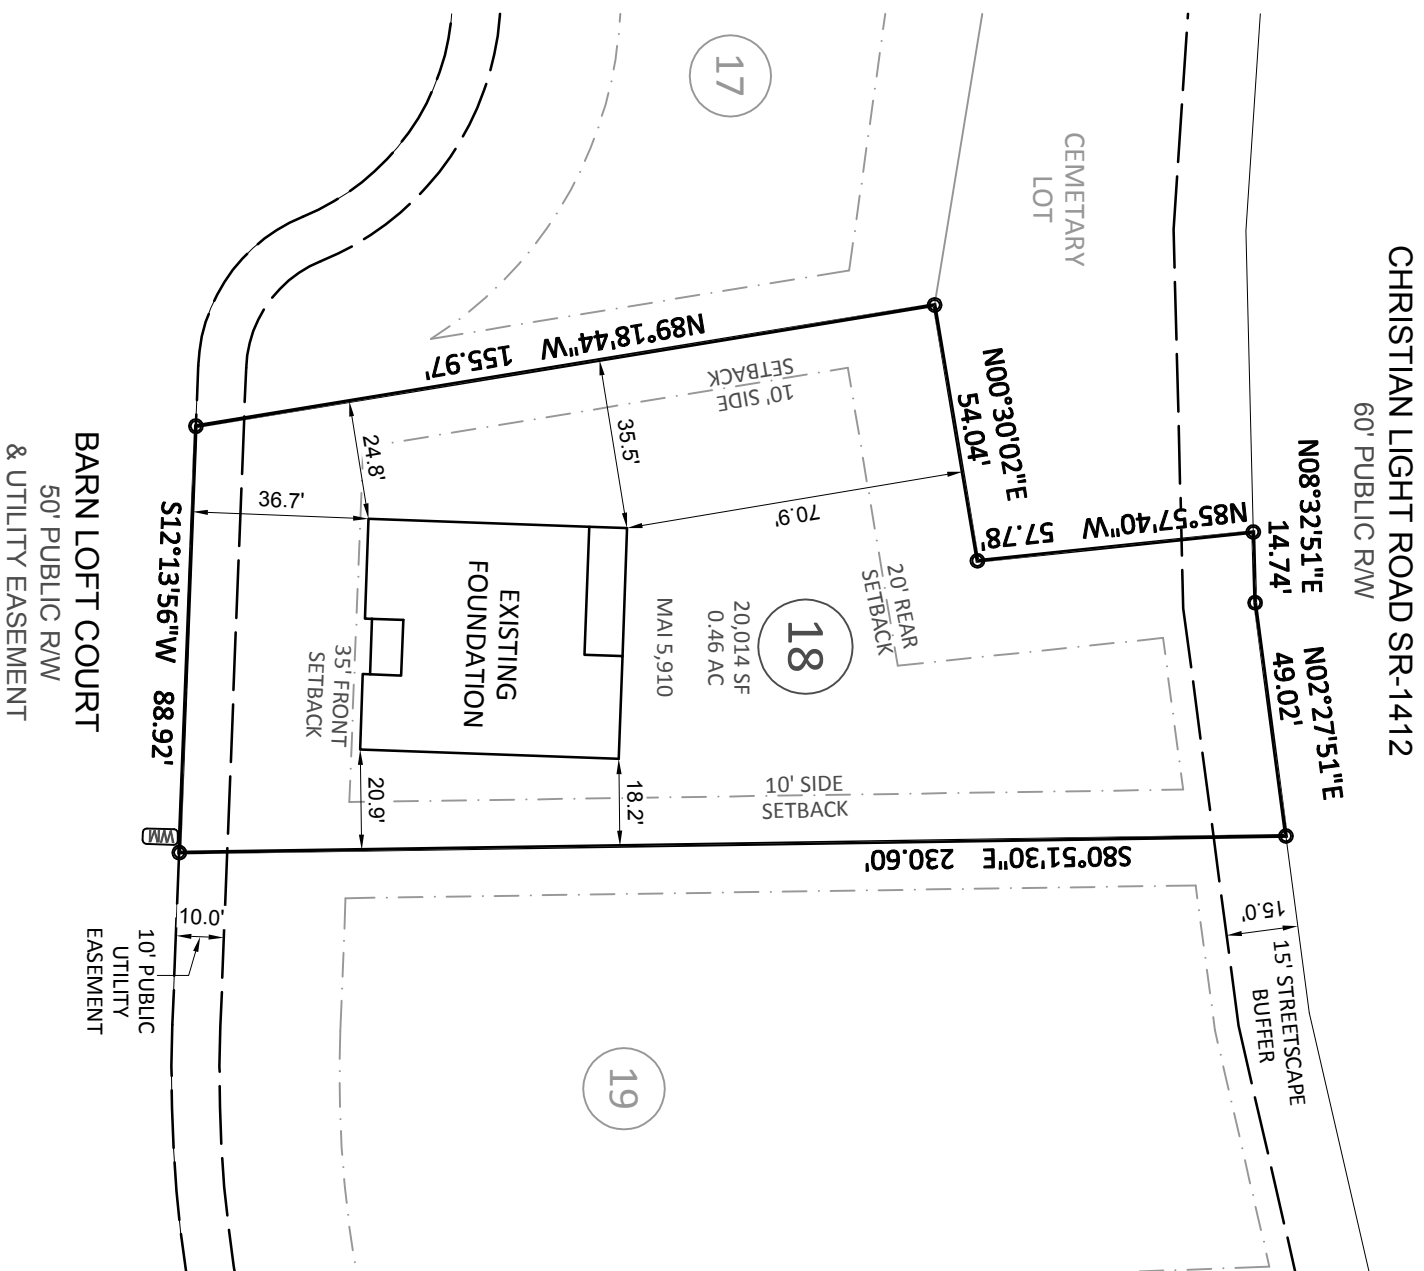 CHRISTIAN LIGHT ROAD SR-1412
60' PUBLIC R/W
17
CEMETARY
LOT
N08°32'51"E
14.74'
N02°27'51"E
49.02'
N85°57'40"W 57.78'
N00°30'02"E
54.04'
N89°18'44"W 155.97'
10' SIDE
SETBACK
35.5'
24.8'
36.7'
70.9'
20' REAR
SETBACK
18
20,014 SF
0.46 AC
MAI 5,910
EXISTING
FOUNDATION
35' FRONT
SETBACK
20.9'
18.2'
10' SIDE
SETBACK
S80°51'30"E 230.60'
S12°13'56"W 88.92'
BARN LOFT COURT
50' PUBLIC R/W
& UTILITY EASEMENT
WM
10.0'
10' PUBLIC
UTILITY
EASEMENT
15.0'
15' STREETSCAPE
BUFFER
19